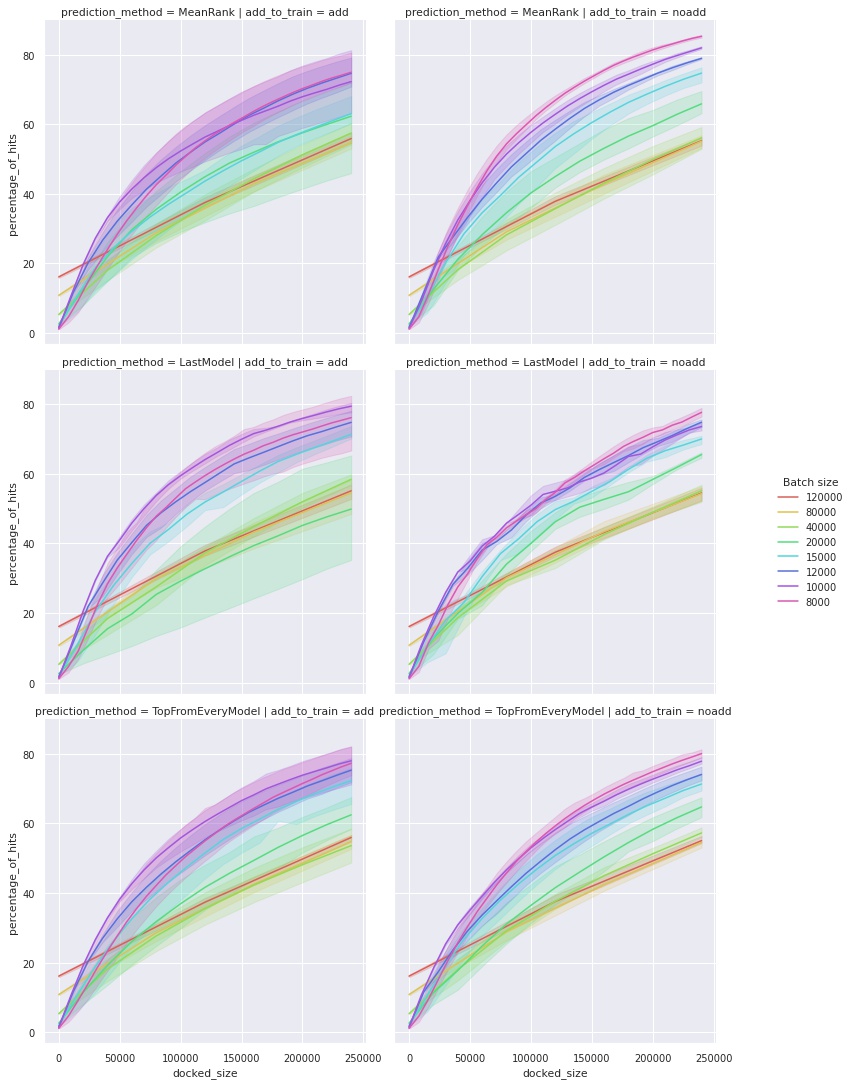 prediction_method = MeanRank | add_to_train = add
prediction_method = MeanRank | add_to_train = noadd
80
60
40
20
0
percentage_of_hits
prediction_method = LastModel | add_to_train = add
prediction_method = LastModel | add_to_train = noadd
80
60
40
20
0
percentage_of_hits
Batch size
120000
80000
40000
20000
15000
12000
10000
8000
prediction_method = TopFromEveryModel | add_to_train = add
prediction_method = TopFromEveryModel | add_to_train = noadd
80
60
40
20
0
percentage_of_hits
0 50000 100000 150000 200000 250000
docked_size
0 50000 100000 150000 200000 250000
docked_size